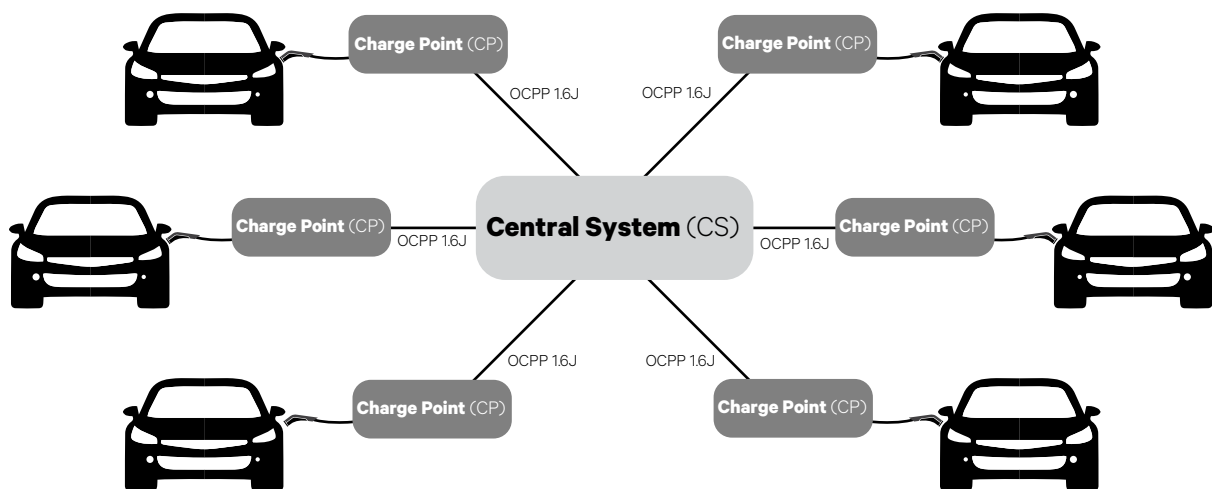 Charge Point (CP)
Charge Point (CP)
OCPP 1.6J
OCPP 1.6J
Charge Point (CP)
OCPP 1.6J
Central System (CS)
OCPP 1.6J
Charge Point (CP)
OCPP 1.6J
OCPP 1.6J
Charge Point (CP)
Charge Point (CP)